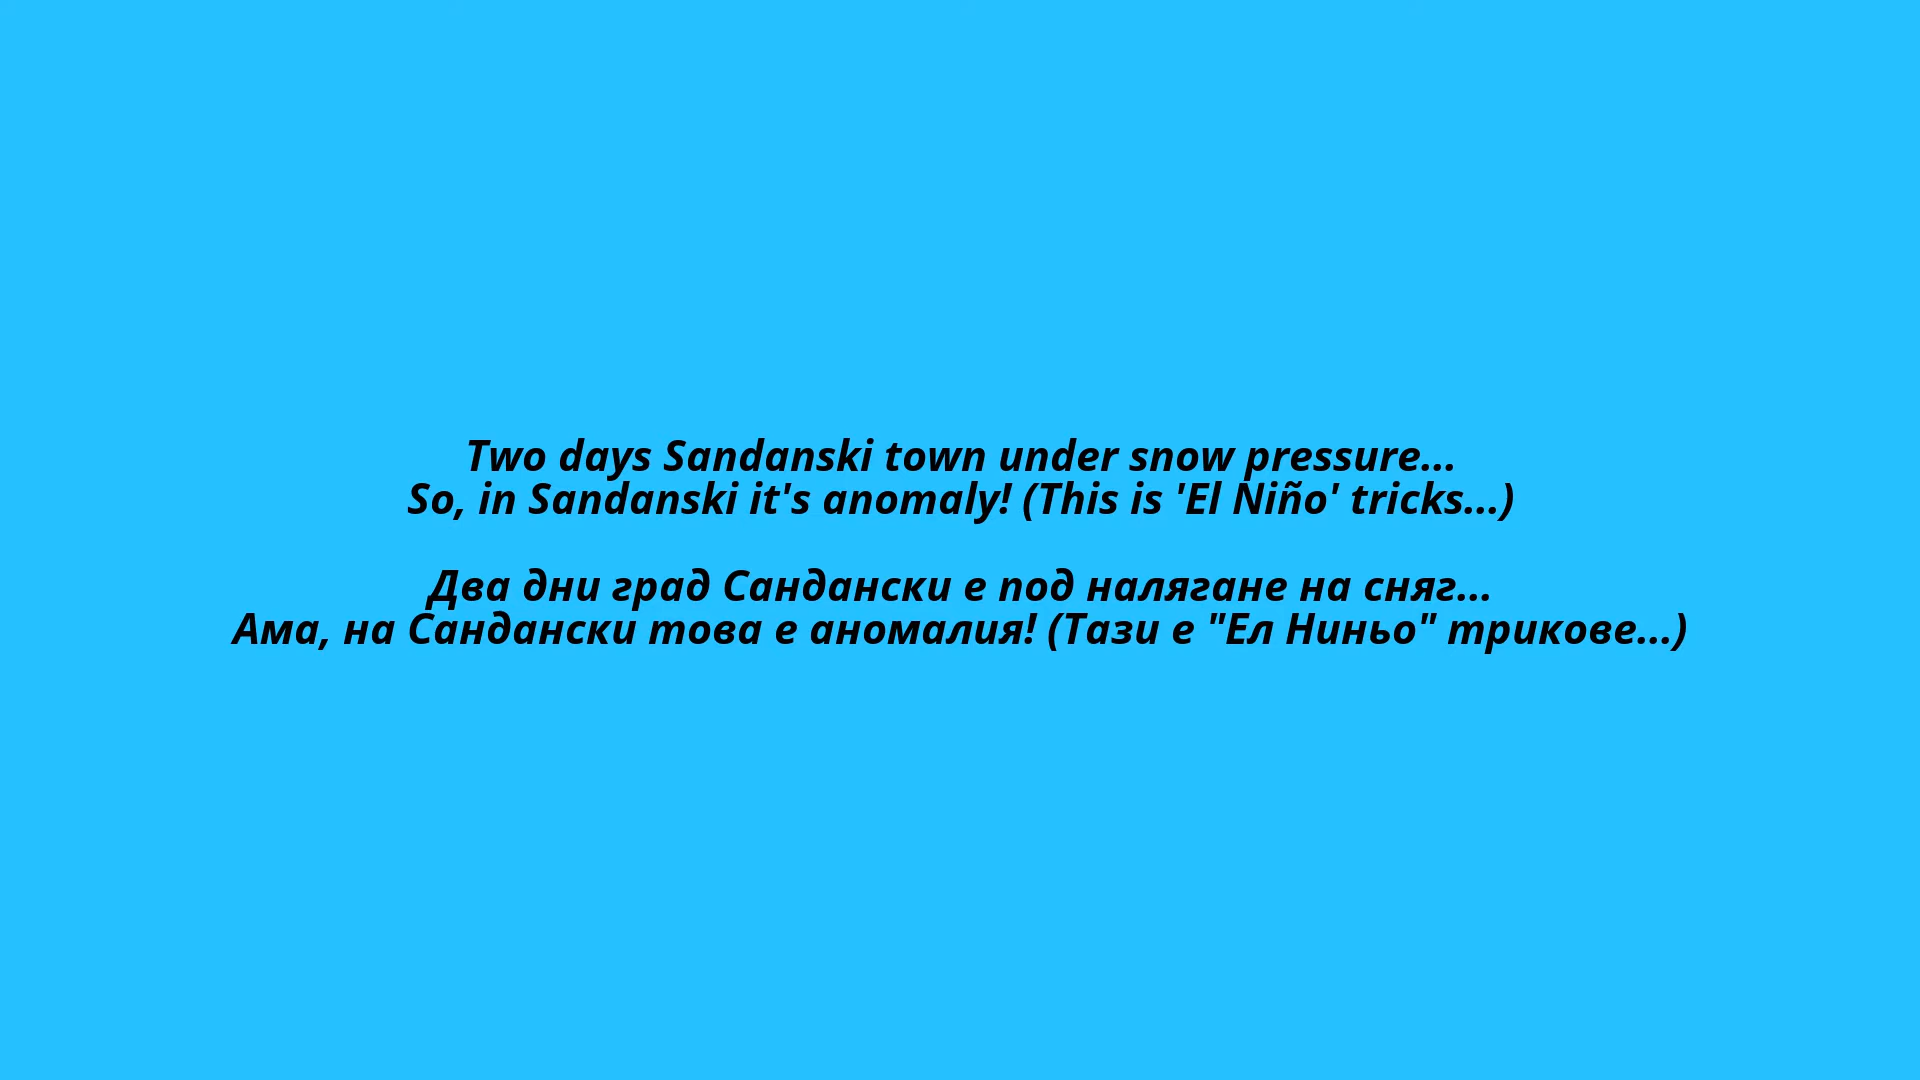 Two days Sandanski town under snow pressure...
So, in Sandanski it's anomaly! (This is 'El Niño' tricks...)
Два дни град Сандански е под налягане на сняг...
Ама, на Сандански това е аномалия! (Тази е "Ел Ниньо" трикове...)